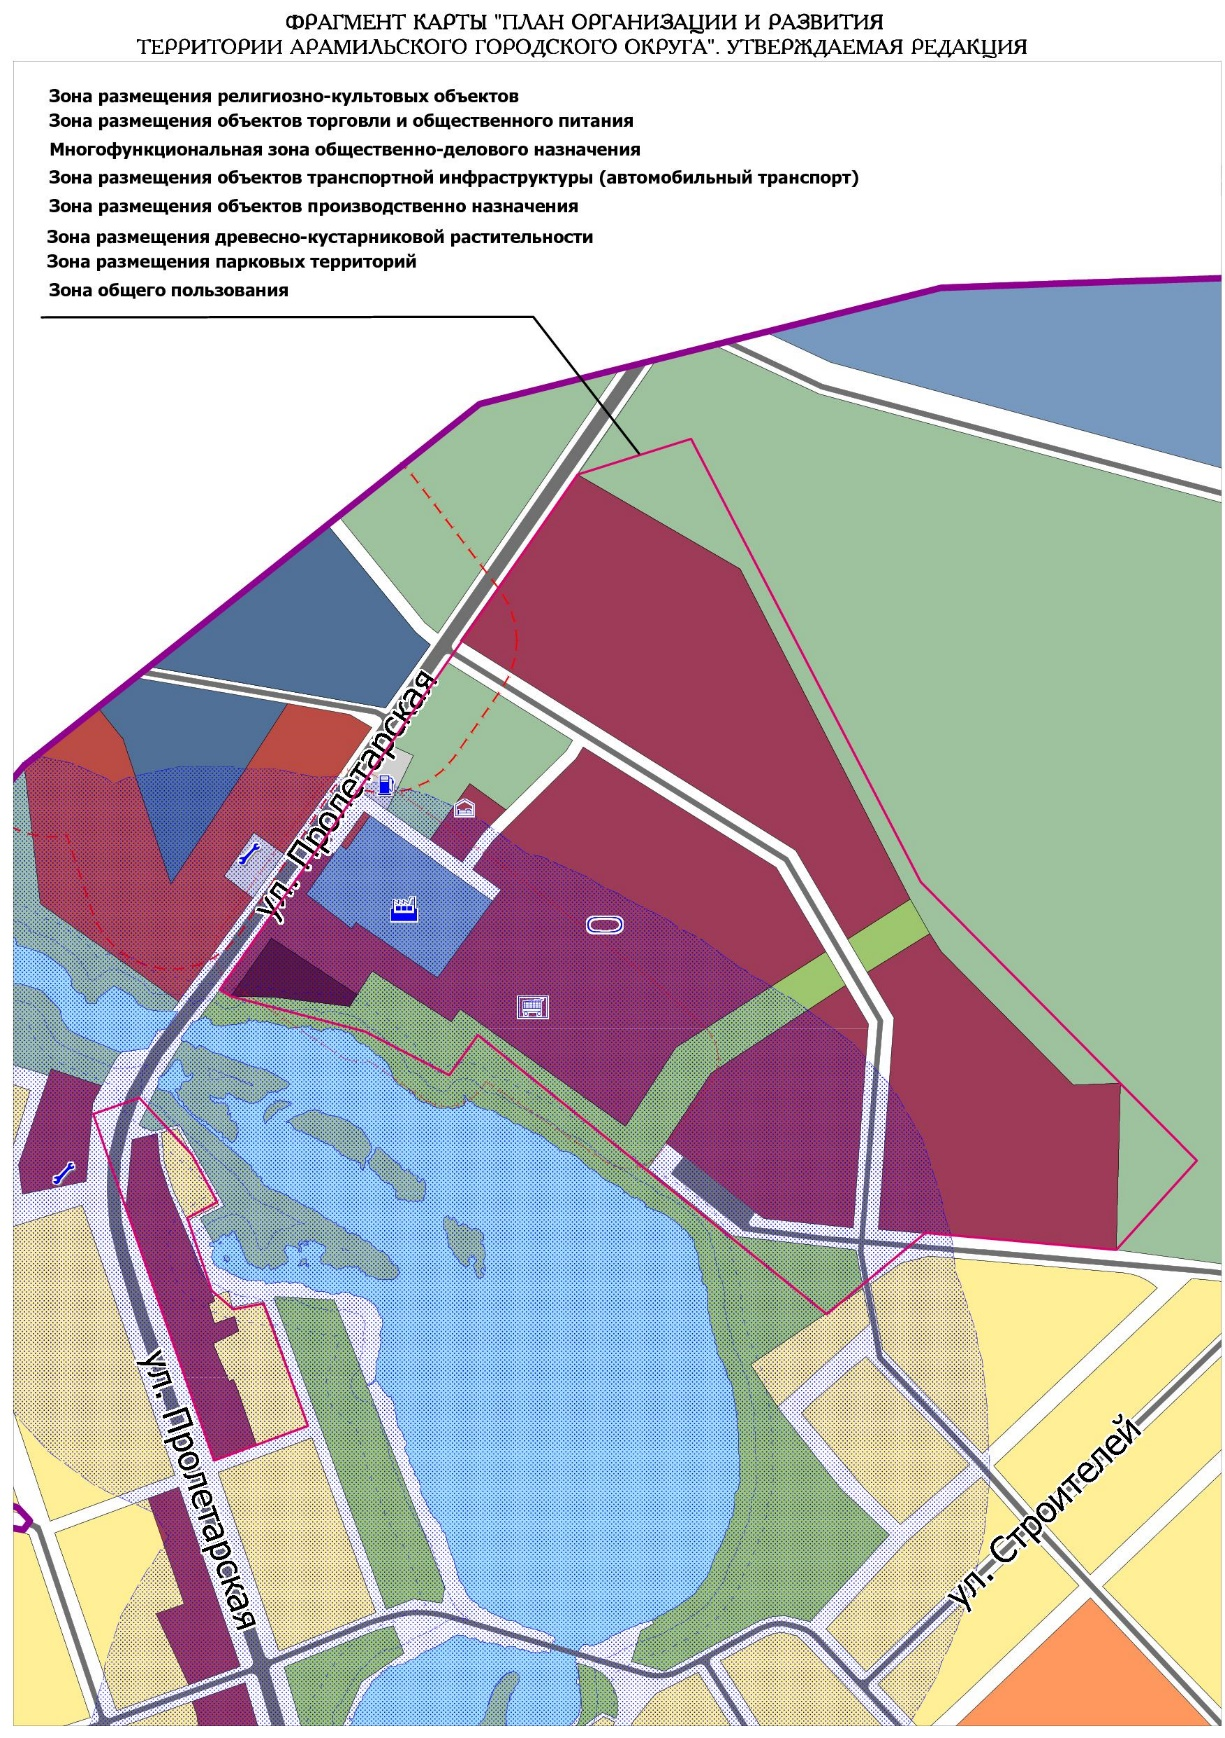 ФРАГМЕНТ КАРТЫ "ПЛАН ОРГАНИЗАЦИИ И РАЗВИТИЯ
ТЕРРИТОРИИ АРАМИЛЬСКОГО ГОРОДСКОГО ОКРУГА". УТВЕРЖДАЕМАЯ РЕДАКЦИЯ
Зона размещения религиозно-культовых объектов
Зона размещения объектов торговли и общественного питания
Многофункциональная зона общественно-делового назначения
Зона размещения объектов транспортной инфраструктуры (автомобильный транспорт)
Зона размещения объектов производственно назначения
Зона размещения древесно-кустарниковой растительности
Зона размещения парковых территорий
Зона общего пользования
ул. Пролетарская
ул. Пролетарская
ул. Строителей